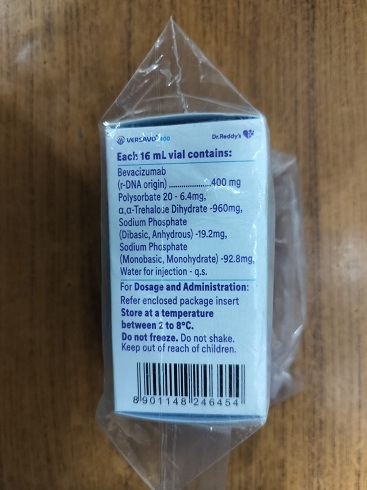 VERSAVO 400
Dr.Reddy's
Each 16 mL vial contains:
Bevacizumab
(r-DNA origin) ....................400 mg
Polysorbate 20 - 6.4mg,
α,α-Trehalose Dihydrate -960mg,
Sodium Phosphate
(Dibasic, Anhydrous) -19.2mg,
Sodium Phosphate
(Monobasic, Monohydrate) -92.8mg,
Water for injection - q.s.
For Dosage and Administration:
Refer enclosed package insert
Store at a temperature
between 2 to 8°C.
Do not freeze. Do not shake.
Keep out of reach of children.
8 901148 246454